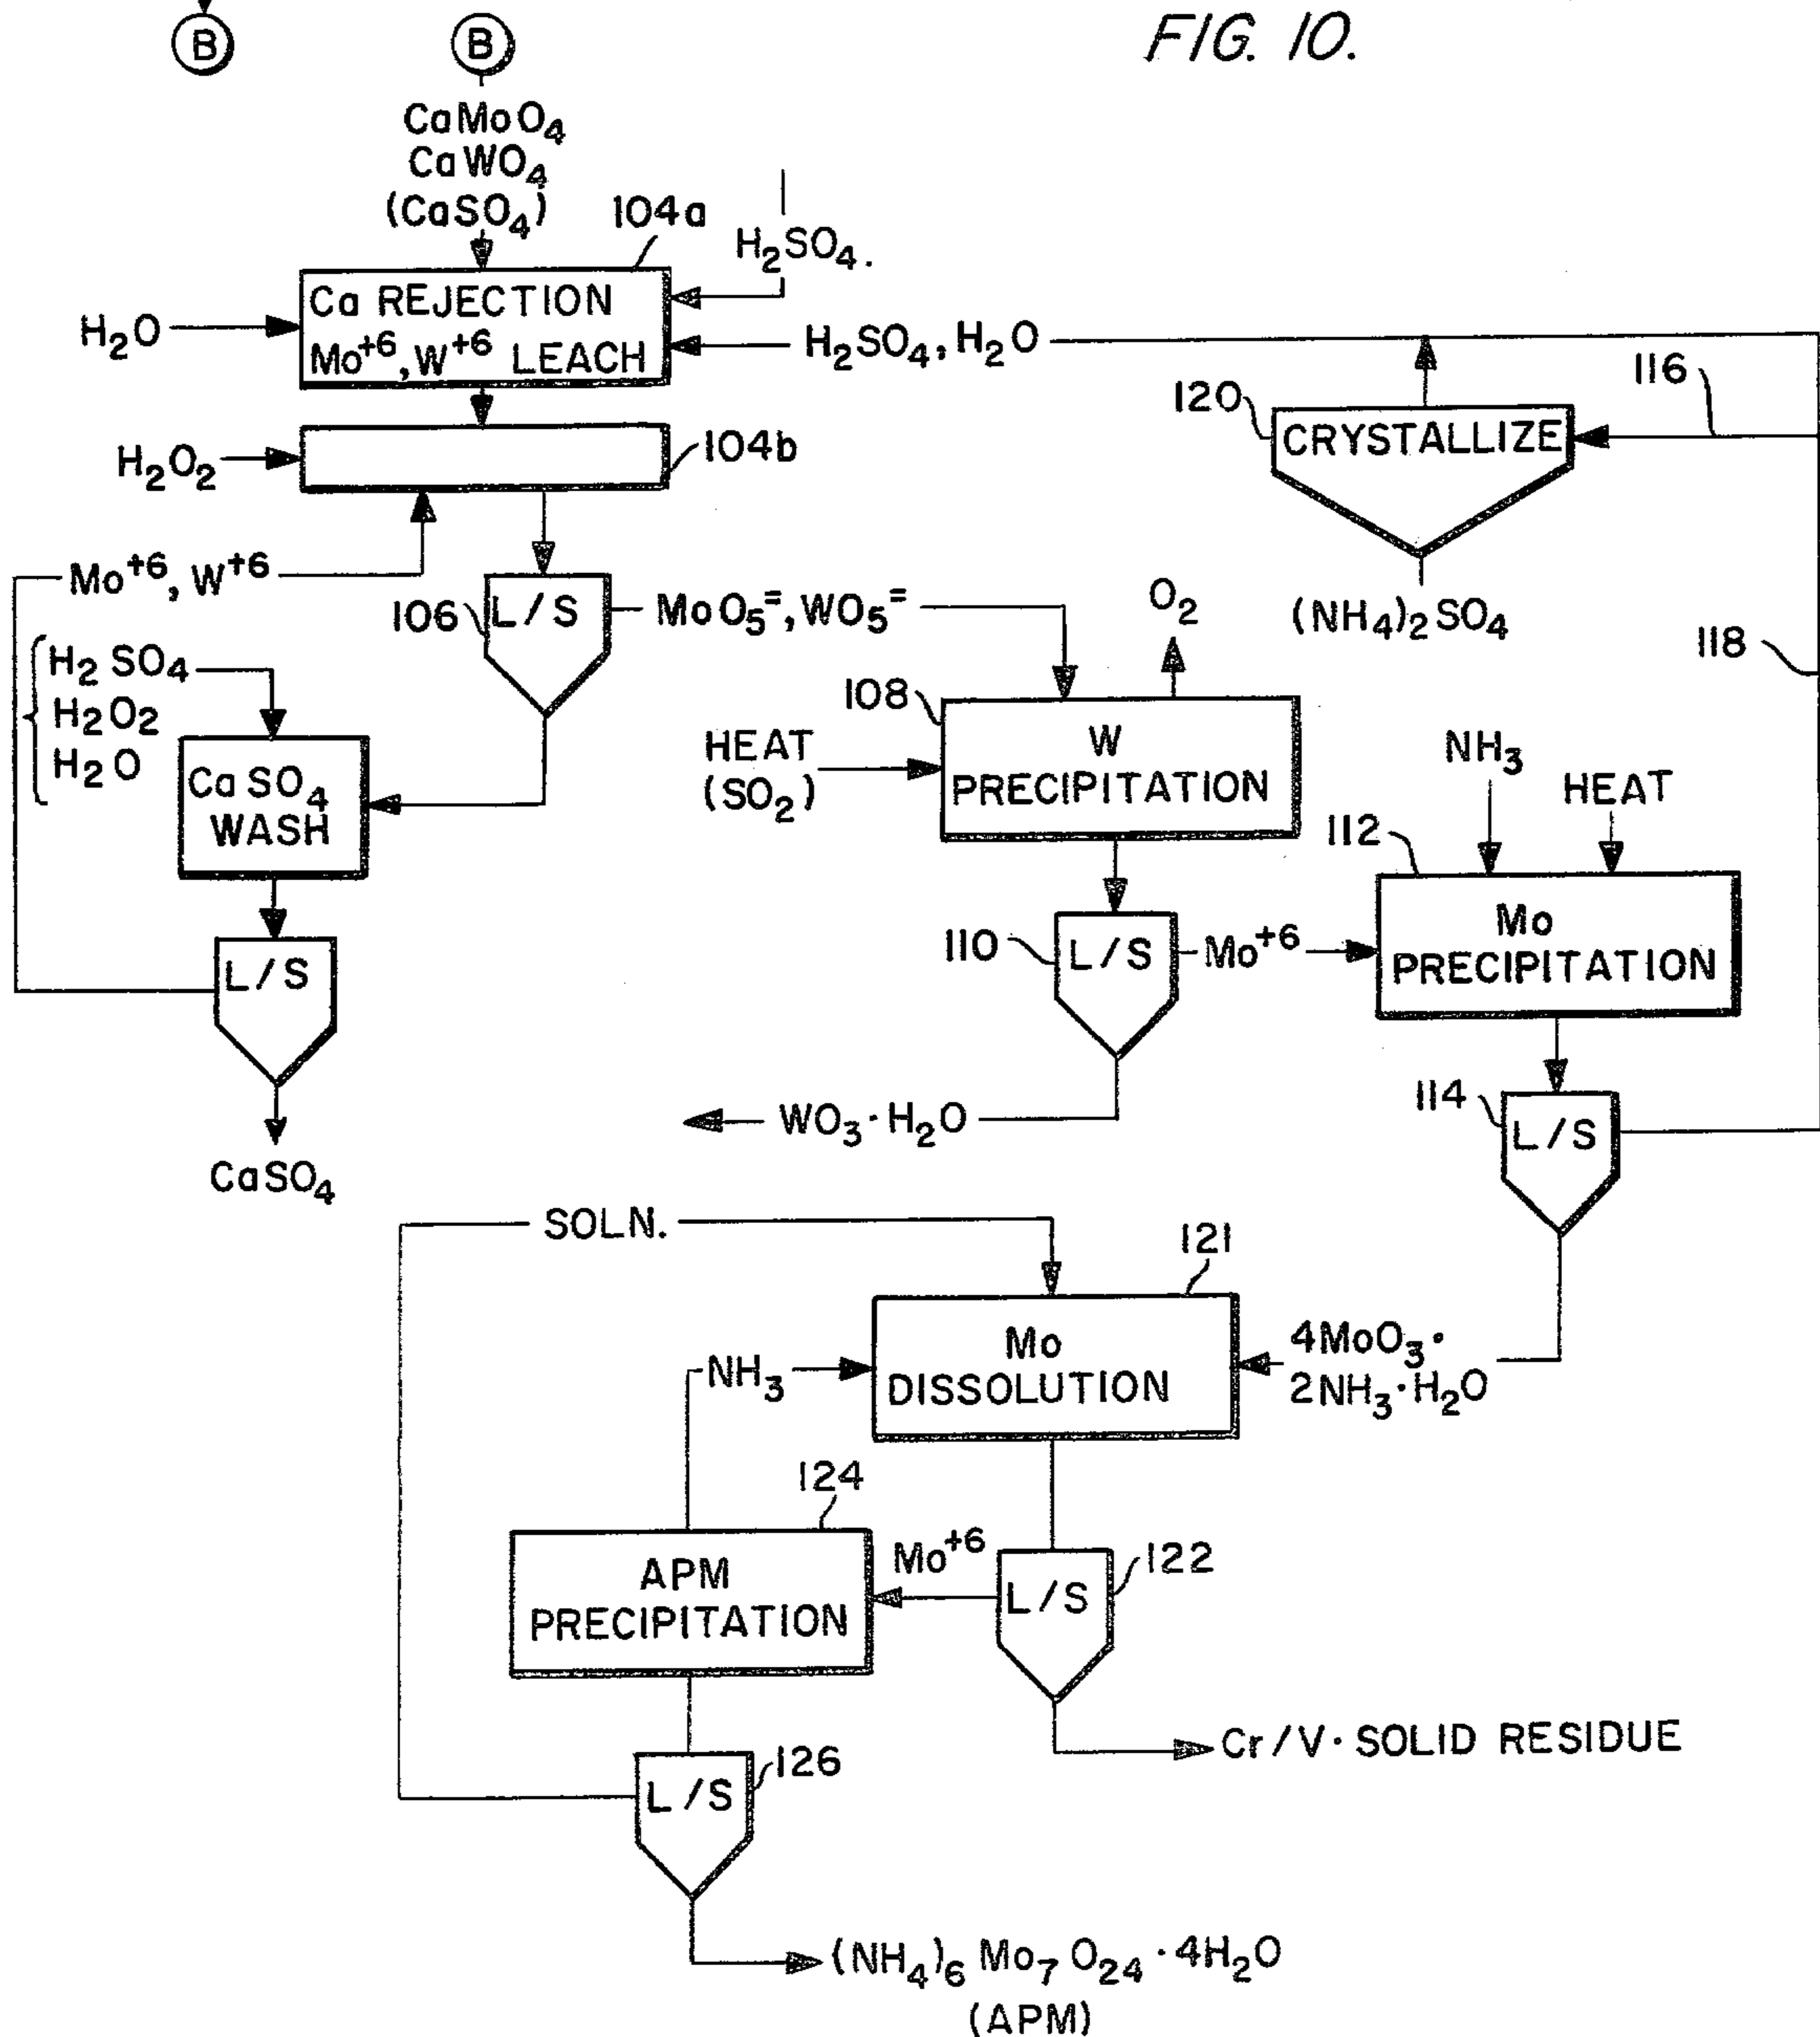 FIG. 10.
B
B
CaMoO4
CaWO4
(CaSO4)
104a
H2SO4.
H2O
Ca REJECTION
Mo+6, W+6 LEACH
H2SO4, H2O
116
120
CRYSTALLIZE
H2O2
104b
Mo+6, W+6
106
L/S
MoO5=, WO5=
O2
(NH4)2SO4
118
H2SO4
H2O2
H2O
CaSO4
WASH
108
HEAT
(SO2)
W
PRECIPITATION
NH3
HEAT
112
L/S
110
L/S
Mo+6
Mo
PRECIPITATION
114
L/S
WO3·H2O
CaSO4
SOLN.
121
NH3
Mo
DISSOLUTION
4MoO3·
2NH3·H2O
124
APM
PRECIPITATION
Mo+6
L/S
122
Cr/V·SOLID RESIDUE
L/S
126
(NH4)6 Mo7O24·4H2O
(APM)